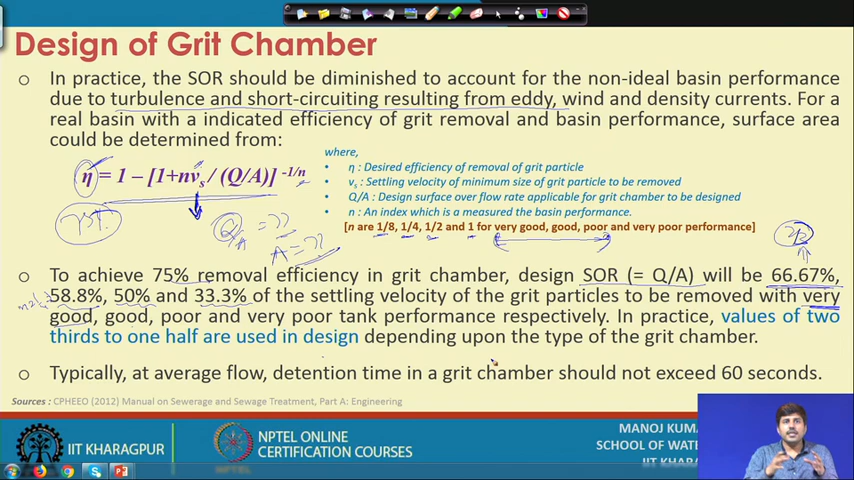 Design of Grit Chamber
o In practice, the SOR should be diminished to account for the non-ideal basin performance
due to turbulence and short-circuiting resulting from eddy, wind and density currents. For a
real basin with a indicated efficiency of grit removal and basin performance, surface area
could be determined from:
η = 1 – [1+nvs / (Q/A)] -1/n
75%
Q/A = ??
A = ??
where,
• η : Desired efficiency of removal of grit particle
• vs : Settling velocity of minimum size of grit particle to be removed
• Q/A : Design surface over flow rate applicable for grit chamber to be designed
• n : An index which is a measured the basin performance.
[n are 1/8, 1/4, 1/2 and 1 for very good, good, poor and very poor performance]
o To achieve 75% removal efficiency in grit chamber, design SOR (= Q/A) will be 66.67%,
58.8%, 50% and 33.3% of the settling velocity of the grit particles to be removed with very
good, good, poor and very poor tank performance respectively. In practice, values of two
thirds to one half are used in design depending upon the type of the grit chamber.
o Typically, at average flow, detention time in a grit chamber should not exceed 60 seconds.
Sources : CPHEEO (2012) Manual on Sewerage and Sewage Treatment, Part A: Engineering
IIT KHARAGPUR
NPTEL ONLINE
CERTIFICATION COURSES
MANOJ KUM
SCHOOL OF WATE
IIT KHARA